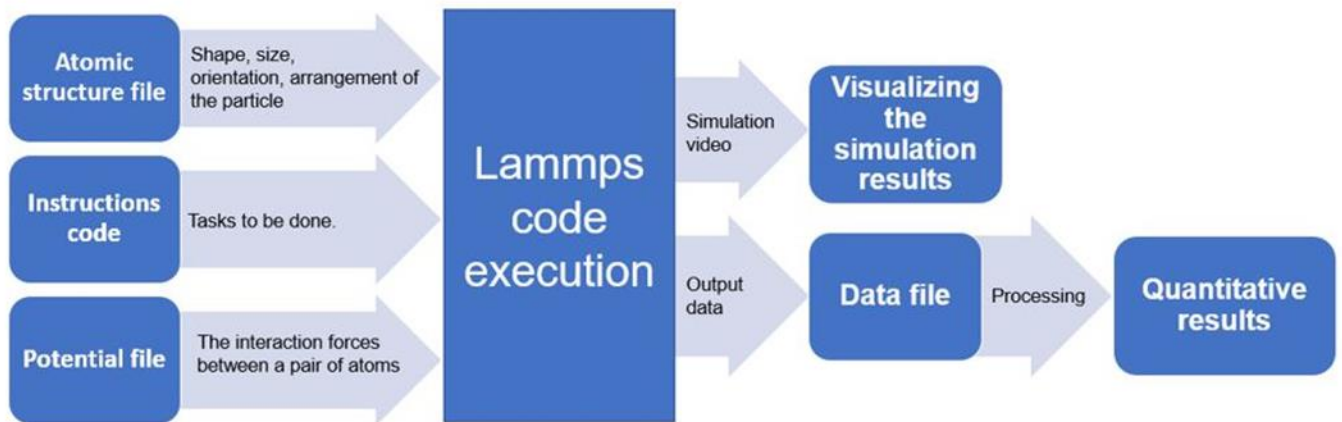 Atomic
structure file
Shape, size,
orientation, arrangement of
the particle
Instructions
code
Tasks to be done.
Potential file
The interaction forces
between a pair of atoms
Lammps
code
execution
Simulation
video
Visualizing
the
simulation
results
Output
data
Data file
Processing
Quantitative
results